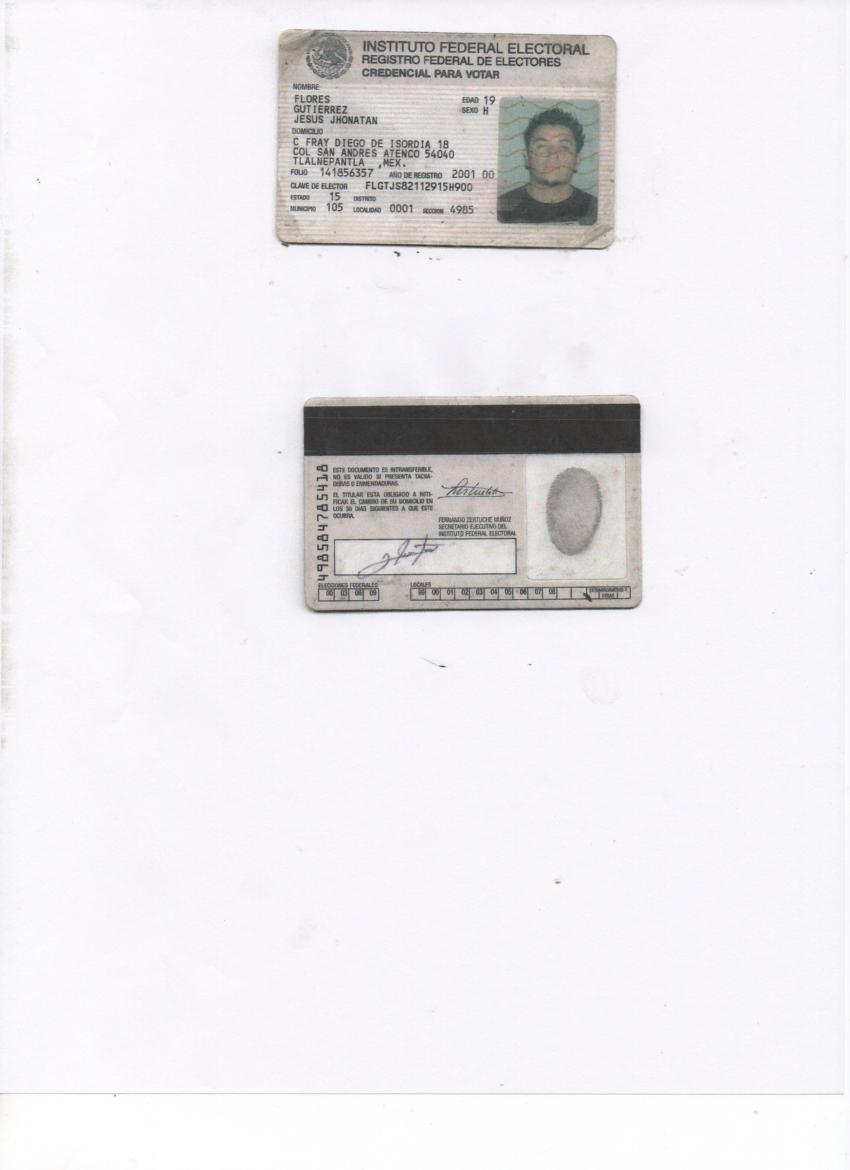 INSTITUTO FEDERAL ELECTORAL
REGISTRO FEDERAL DE ELECTORES
CREDENCIAL PARA VOTAR
NOMBRE
FLORES
GUTIERREZ
JESUS JHONATAN
EDAD 19
SEXO H
DOMICILIO
C FRAY DIEGO DE ISORDIA 18
COL SAN ANDRES ATENCO 54040
TLALNEPANTLA ,MEX.
FOLIO 141856357 AÑO DE REGISTRO 2001 00
CLAVE DE ELECTOR FLGTJS82112915H900
ESTADO 15 DISTRITO
MUNICIPIO 105 LOCALIDAD 0001 SECCION 4985
498584785418
ESTE DOCUMENTO ES INTRANSFERIBLE,
NO ES VALIDO SI PRESENTA TACHA-
DURAS O ENMENDADURAS.
EL TITULAR ESTA OBLIGADO A NOTI-
FICAR EL CAMBIO DE SU DOMICILIO EN
LOS 30 DIAS SIGUIENTES A QUE ESTE
OCURRA.
FERNANDO ZERTUCHE MUÑOZ
SECRETARIO EJECUTIVO DEL
INSTITUTO FEDERAL ELECTORAL
ELECCIONES FEDERALES
00 03 06 09
LOCALES
99 00 01 02 03 04 05 06 07 08
EXTRAORDINARIAS Y
OTRAS